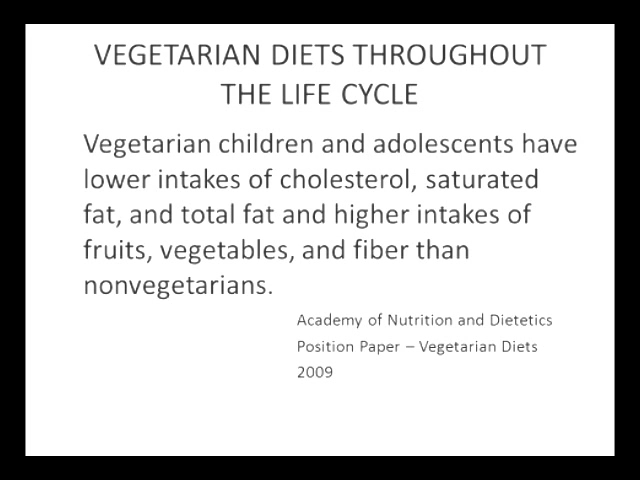 VEGETARIAN DIETS THROUGHOUT
THE LIFE CYCLE
Vegetarian children and adolescents have
lower intakes of cholesterol, saturated
fat, and total fat and higher intakes of
fruits, vegetables, and fiber than
nonvegetarians.
Academy of Nutrition and Dietetics
Position Paper – Vegetarian Diets
2009